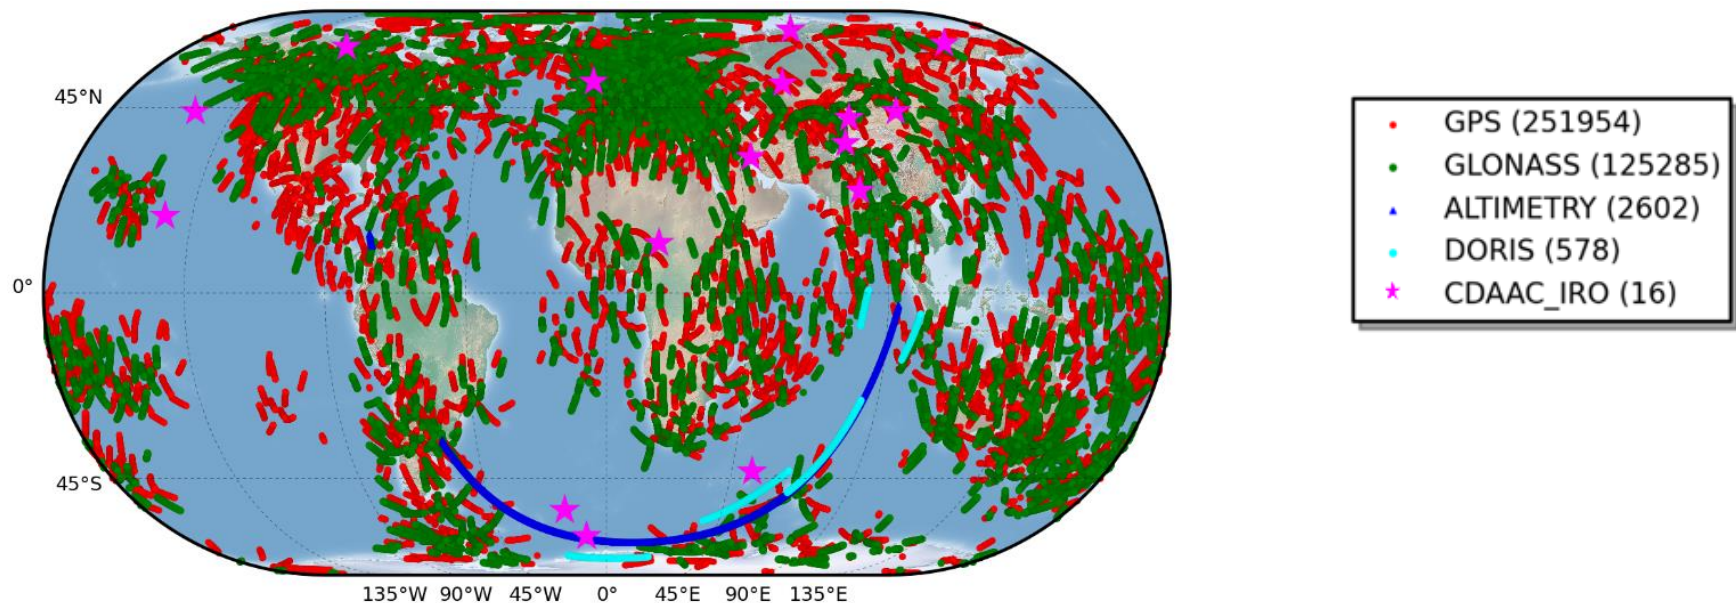 45°N
0°
45°S
135°W 90°W 45°W 0° 45°E 90°E 135°E
GPS (251954)
GLONASS (125285)
ALTIMETRY (2602)
DORIS (578)
CDAAC_IRO (16)